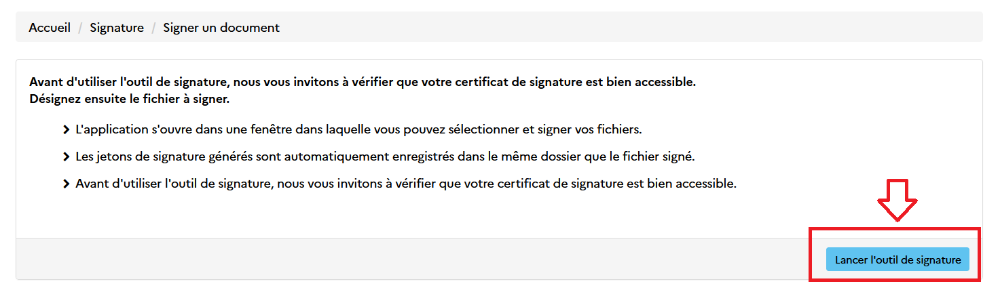 Accueil / Signature / Signer un document
Avant d'utiliser l'outil de signature, nous vous invitons à vérifier que votre certificat de signature est bien accessible.
Désignez ensuite le fichier à signer.
L'application s'ouvre dans une fenêtre dans laquelle vous pouvez sélectionner et signer vos fichiers.
Les jetons de signature générés sont automatiquement enregistrés dans le même dossier que le fichier signé.
Avant d'utiliser l'outil de signature, nous vous invitons à vérifier que votre certificat de signature est bien accessible.
Lancer l'outil de signature